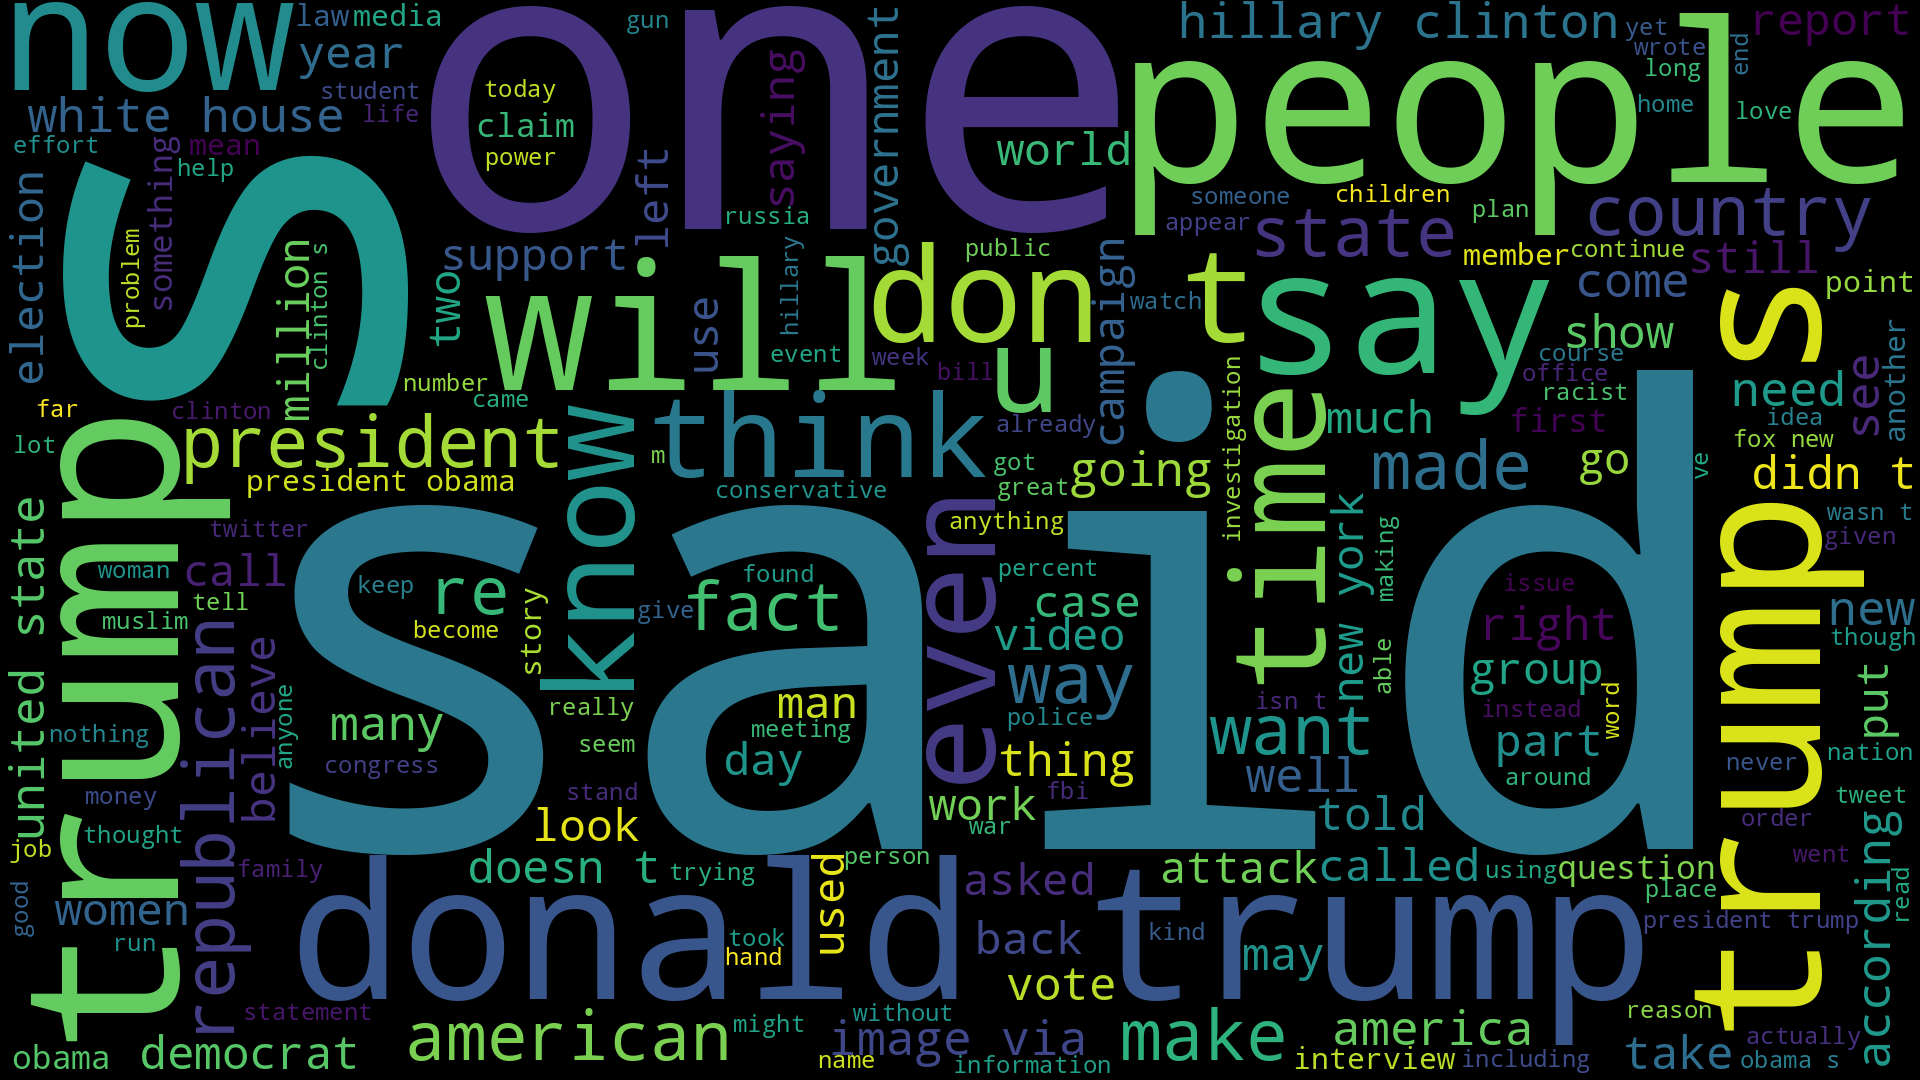 now
law
media
year
white house
student
life
effort
mean
help
one
today
claim
power
gun
saying
government
people
world
hillary clinton
yet
wrote
long
end
report
home
love
s
election
problem
something
million
clinton s
support
left
two
russia
hillary
use
event
number
came
will
week
bill
don t
public
u
campaign
watch
someone
appear
children
state
plan
country
member
continue
still
say
come
show
point
course
office
racist
need
see
another
idea
fox new
far
lot
clinton
president
president obama
know
m
think
conservative
already
got
great
going
investigation
time
much
first
made
go
ve
didn t
trump s
trump
united state
twitter
woman
call
tell
muslim
republican
believe
anyone
nothing
money
thought
job
said
keep
re
become
story
give
found
fact
even
anything
percent
case
video
way
police
new york
making
able
isn t
want
well
issue
right
group
instead
word
part
around
wasn t
given
new
though
put
nation
never
tweet
order
many
congress
really
seem
man
meeting
day
stand
look
thing
fbi
work
war
told
family
good
women
run
doesn t
trying
used
person
asked
attack
called
using
question
place
went
according
read
donald trump
took
hand
back
kind
may
vote
president trump
statement
american
might
without
image via
name
information
make
america
interview
including
reason
take
actually
obama s
obama
democrat